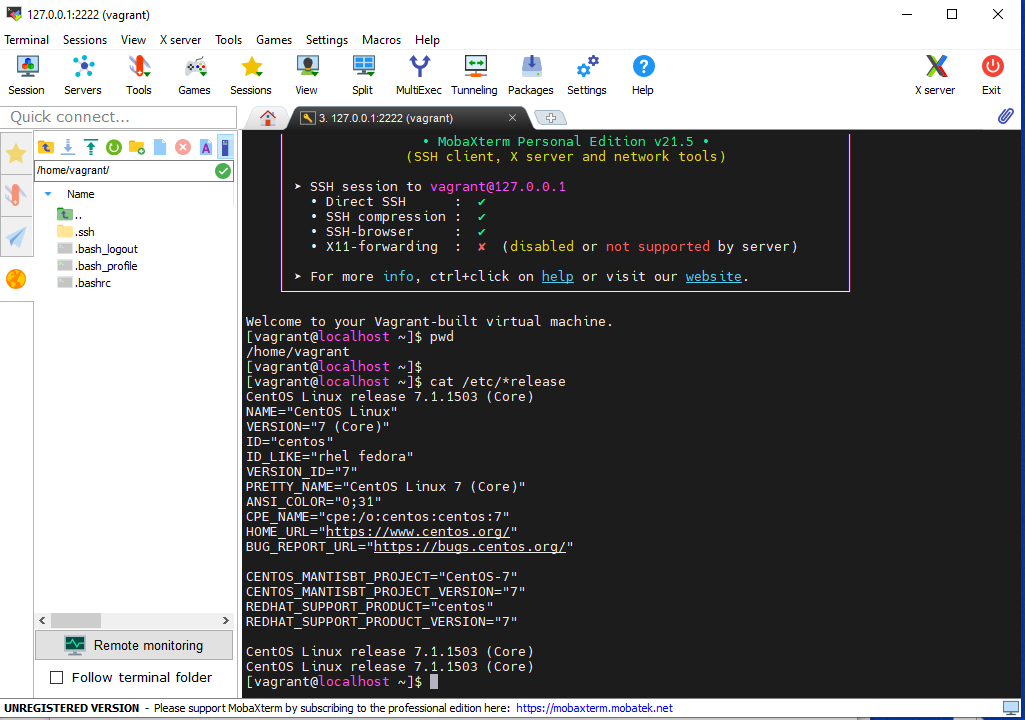 127.0.0.1:2222 (vagrant)
Terminal Sessions View X server Tools Games Settings Macros Help
Session Servers Tools Games Sessions View Split MultiExec Tunneling Packages Settings Help X server Exit
Quick connect...
3. 127.0.0.1:2222 (vagrant)
/home/vagrant/
Name
..
.ssh
.bash_logout
.bash_profile
.bashrc
Remote monitoring
Follow terminal folder
• MobaXterm Personal Edition v21.5 •
(SSH client, X server and network tools)
➤ SSH session to vagrant@127.0.0.1
• Direct SSH : ✔
• SSH compression : ✔
• SSH-browser : ✔
• X11-forwarding : ✘ (disabled or not supported by server)
➤ For more info, ctrl+click on help or visit our website.
Welcome to your Vagrant-built virtual machine.
[vagrant@localhost ~]$ pwd
/home/vagrant
[vagrant@localhost ~]$
[vagrant@localhost ~]$ cat /etc/*release
CentOS Linux release 7.1.1503 (Core)
NAME="CentOS Linux"
VERSION="7 (Core)"
ID="centos"
ID_LIKE="rhel fedora"
VERSION_ID="7"
PRETTY_NAME="CentOS Linux 7 (Core)"
ANSI_COLOR="0;31"
CPE_NAME="cpe:/o:centos:centos:7"
HOME_URL="https://www.centos.org/"
BUG_REPORT_URL="https://bugs.centos.org/"
CENTOS_MANTISBT_PROJECT="CentOS-7"
CENTOS_MANTISBT_PROJECT_VERSION="7"
REDHAT_SUPPORT_PRODUCT="centos"
REDHAT_SUPPORT_PRODUCT_VERSION="7"
CentOS Linux release 7.1.1503 (Core)
CentOS Linux release 7.1.1503 (Core)
[vagrant@localhost ~]$
UNREGISTERED VERSION - Please support MobaXterm by subscribing to the professional edition here: https://mobaxterm.mobatek.net